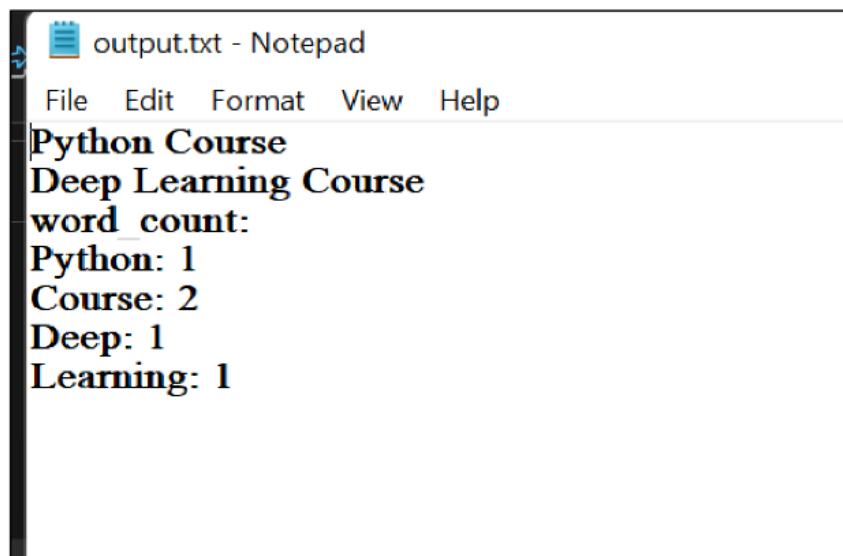 output.txt - Notepad
File Edit Format View Help
Python Course
Deep Learning Course
word_count:
Python: 1
Course: 2
Deep: 1
Learning: 1